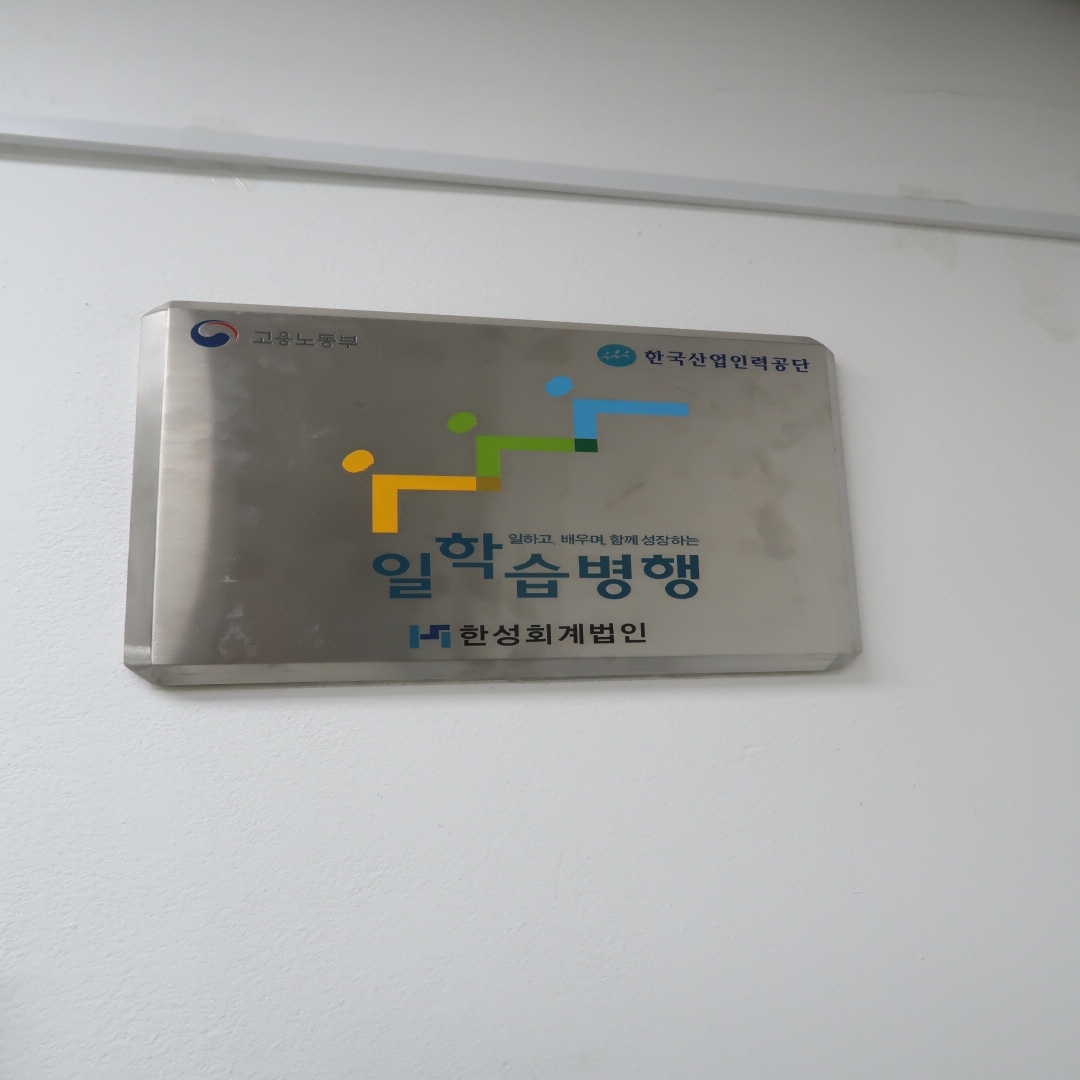 고용노동부
한국산업인력공단
일하고, 배우며, 함께 성장하는
일학습병행
한성회계법인